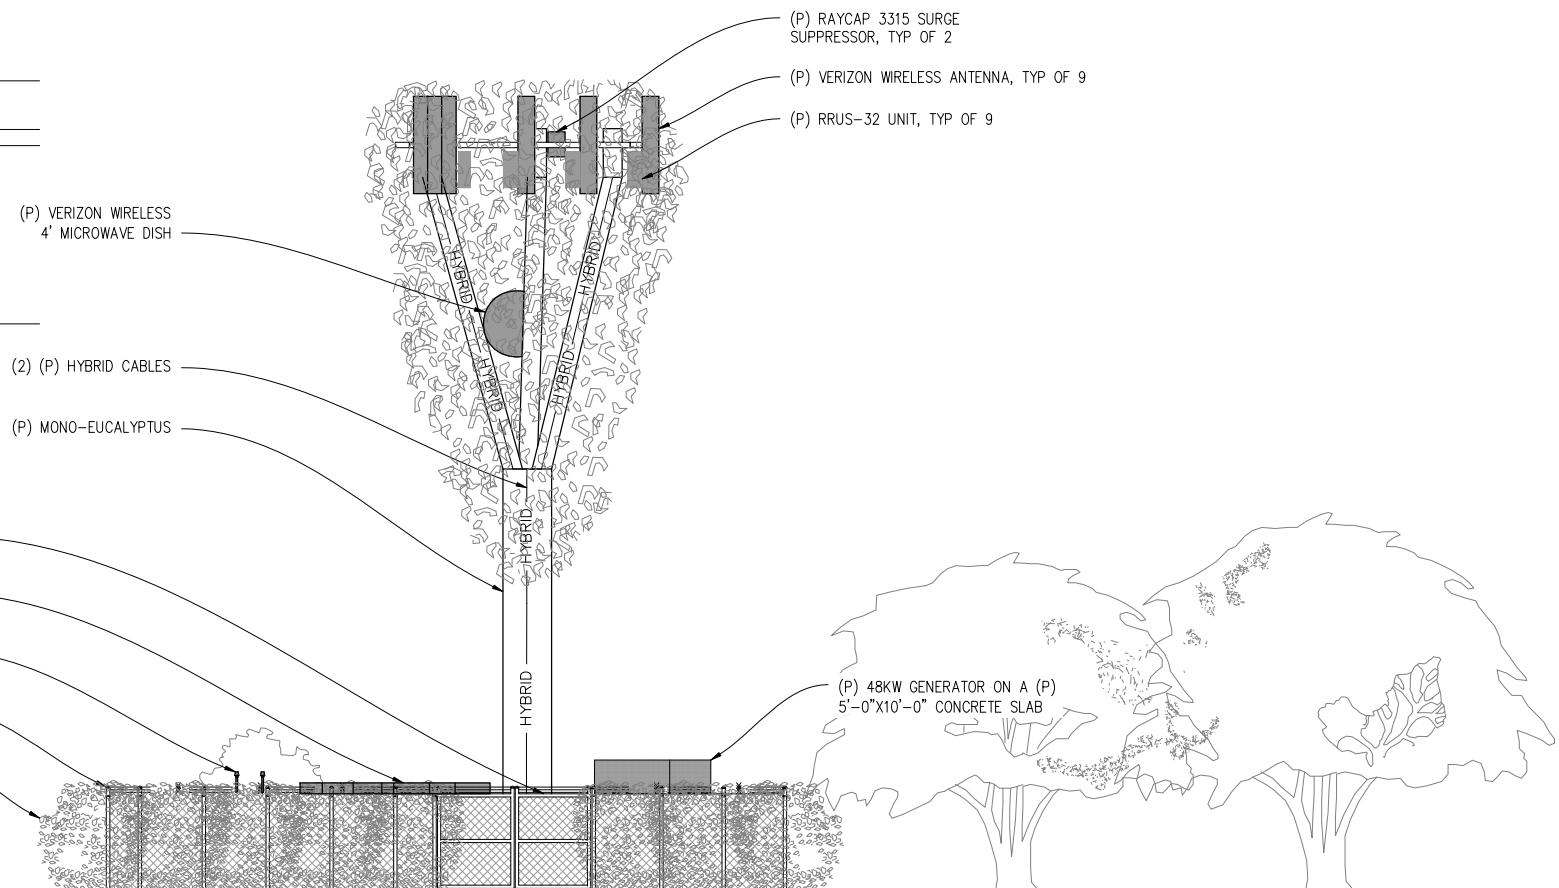 (P) RAYCAP 3315 SURGE
SUPPRESSOR, TYP OF 2
(P) VERIZON WIRELESS ANTENNA, TYP OF 9
(P) RRUS-32 UNIT, TYP OF 9
(P) VERIZON WIRELESS
4' MICROWAVE DISH
HYBRID
HYBRID
(2) (P) HYBRID CABLES
HYBRID
HYBRID
(P) MONO-EUCALYPTUS
HYBRID
HYBRID
(P) 48KW GENERATOR ON A (P)
5'-0"X10'-0" CONCRETE SLAB